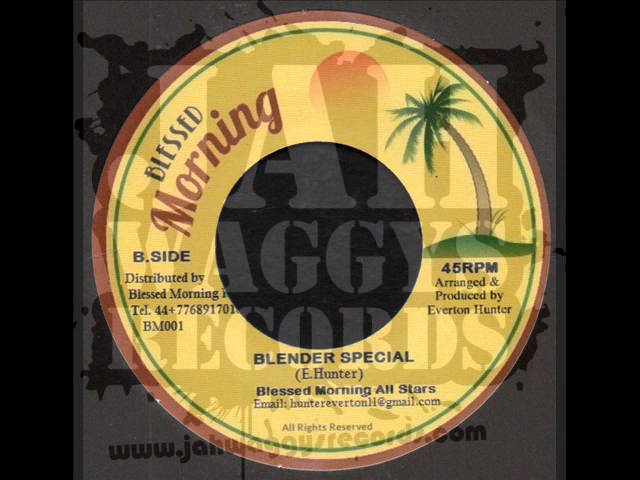 JAH
WAGGYS
RECORDS
BLESSED
Morning
B.SIDE
Distributed by
Blessed Morning
Tel. 44+776891701
BM001
45RPM
Arranged &
Produced by
Everton Hunter
BLENDER SPECIAL
(E.Hunter)
Blessed Morning All Stars
Email: huntereverton11@gmail.com
All Rights Reserved
www.jahwaggysrecords.com